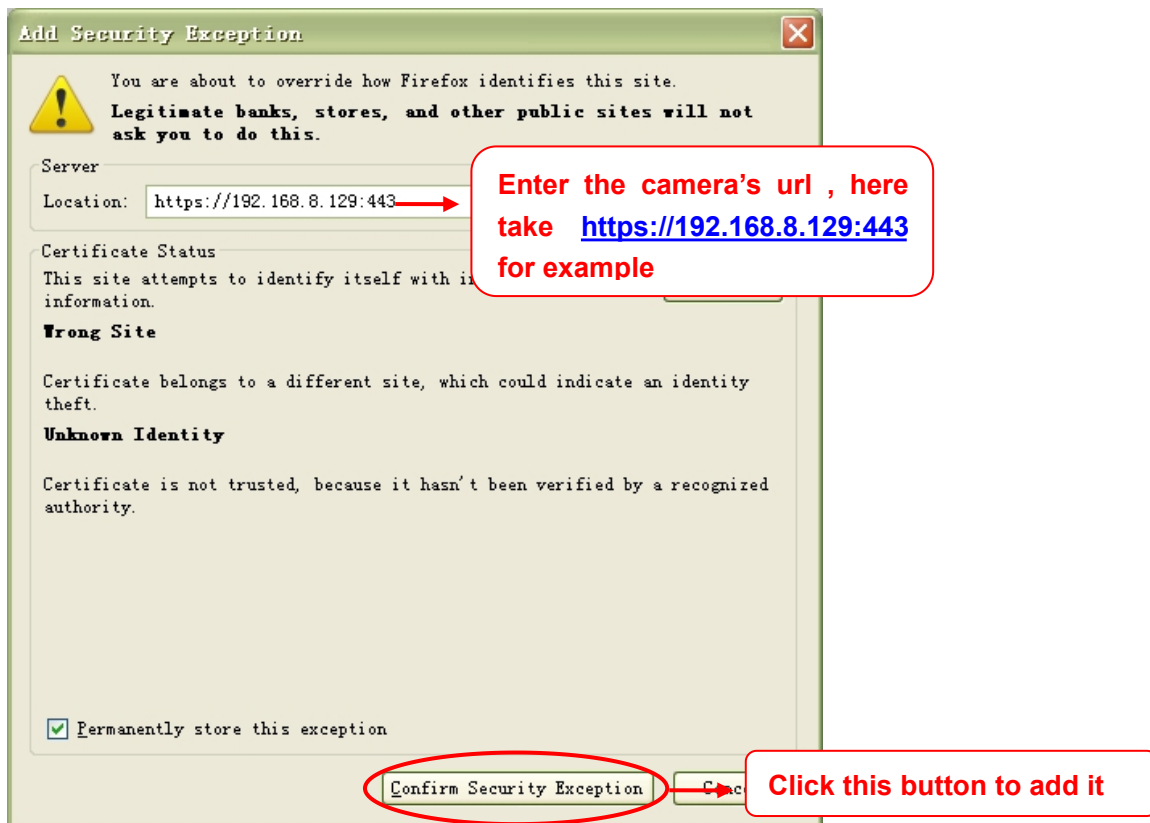 Add Security Exception
You are about to override how Firefox identifies this site.
Legitimate banks, stores, and other public sites will not
ask you to do this.
Server
Location: https://192.168.8.129:443
Enter the camera's url , here
take https://192.168.8.129:443
for example
Certificate Status
This site attempts to identify itself with
information.
Wrong Site
Certificate belongs to a different site, which could indicate an identity
theft.
Unknown Identity
Certificate is not trusted, because it hasn't been verified by a recognized
authority.
Permanently store this exception
Confirm Security Exception
Click this button to add it